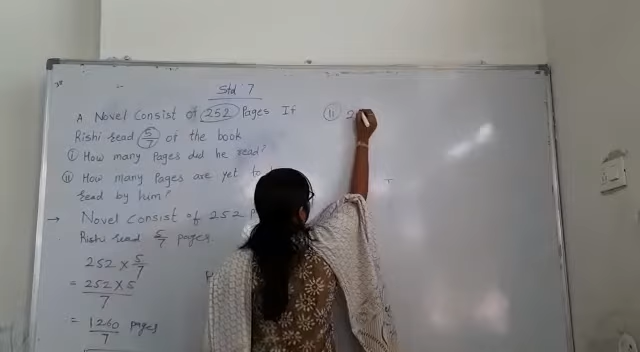 Std 7
A Novel Consist of 252 Pages If
Rishi read 5/7 of the book
(i) How many Pages did he read?
(ii) How many Pages are yet to
read by him?
→ Novel Consist of 252 P
Rishi read 5/7 pages.
252 × 5/7
= 252 × 5 / 7
= 1260 / 7 pages
(ii) 2